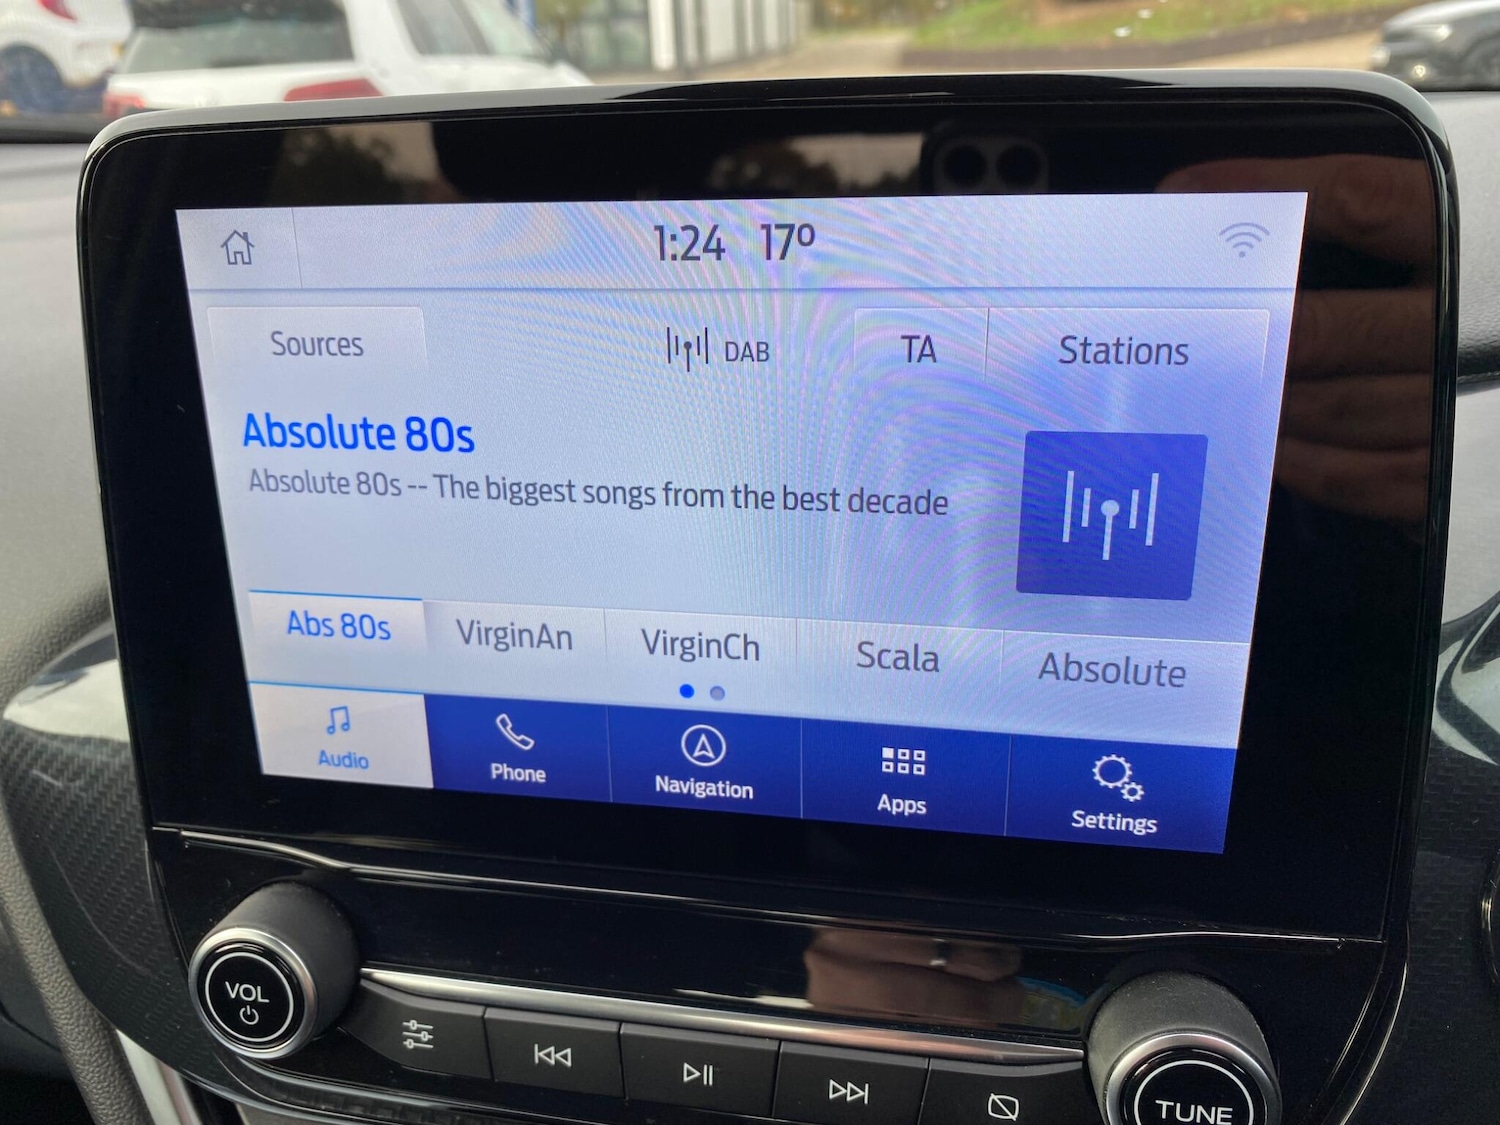 1:24 17°
Sources
DAB
TA
Stations
Absolute 80s
Absolute 80s -- The biggest songs from the best decade
Abs 80s
VirginAn
VirginCh
Scala
Absolute
Audio
Phone
Navigation
Apps
Settings
VOL
TUNE